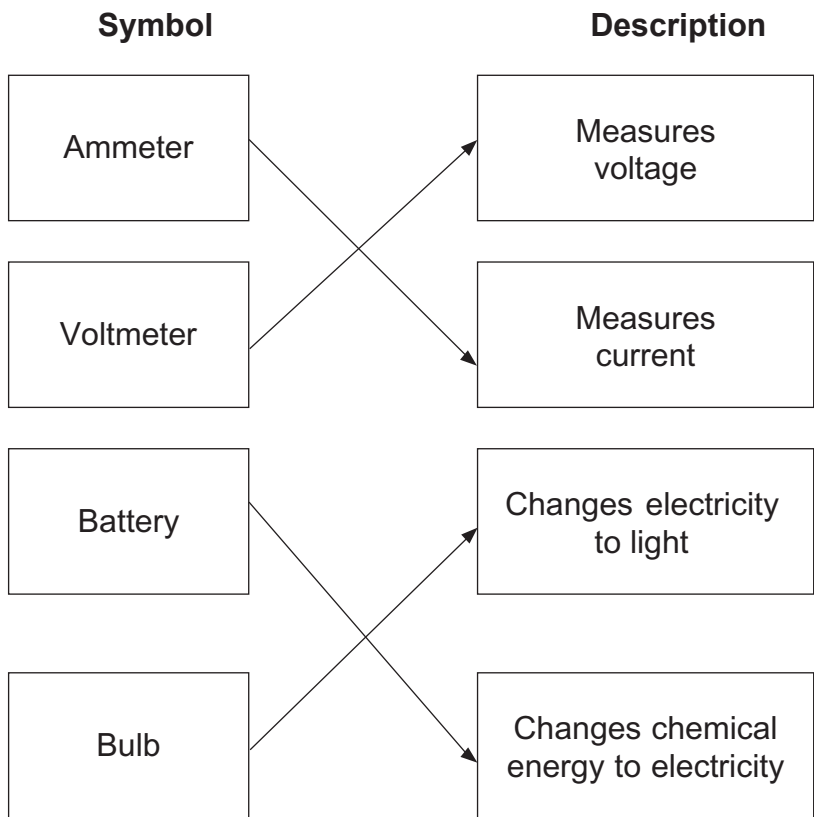 Symbol
Description
Ammeter
Measures
voltage
Voltmeter
Measures
current
Battery
Changes electricity
to light
Bulb
Changes chemical
energy to electricity